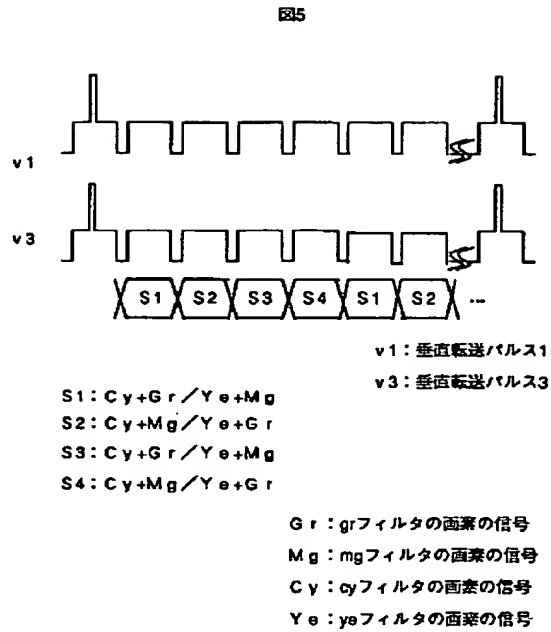 図5
v1
v3
S1 S2 S3 S4 S1 S2 ...
v1：垂直転送パルス1
v3：垂直転送パルス3
S1：Cy+Gr／Ye+Mg
S2：Cy+Mg／Ye+Gr
S3：Cy+Gr／Ye+Mg
S4：Cy+Mg／Ye+Gr
Gr：grフィルタの画素の信号
Mg：mgフィルタの画素の信号
Cy：cyフィルタの画素の信号
Ye：yeフィルタの画素の信号